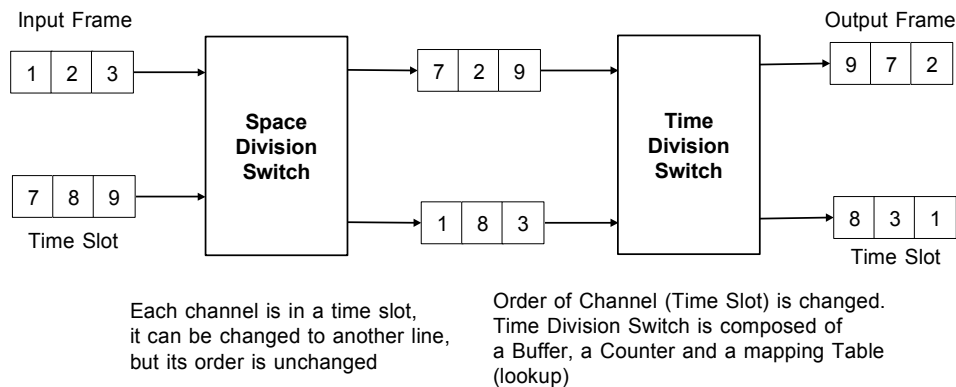 Input Frame
Output Frame
1 2 3
7 2 9
9 7 2
Space
Division
Switch
Time
Division
Switch
7 8 9
1 8 3
8 3 1
Time Slot
Time Slot
Each channel is in a time slot,
it can be changed to another line,
but its order is unchanged
Order of Channel (Time Slot) is changed.
Time Division Switch is composed of
a Buffer, a Counter and a mapping Table
(lookup)